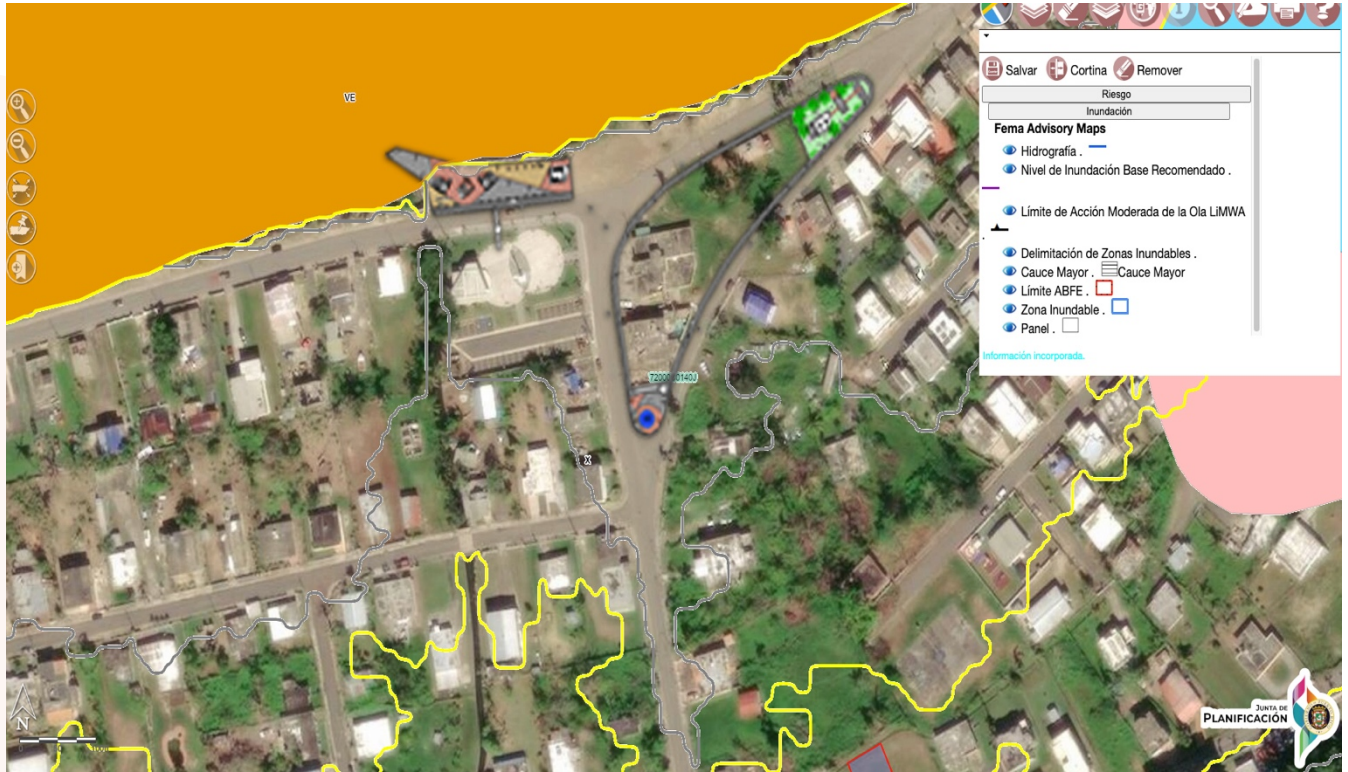 VE
Salvar Cortina Remover
Riesgo
Inundación
Fema Advisory Maps
Hidrografía .
Nivel de Inundación Base Recomendado .
Límite de Acción Moderada de la Ola LiMWA
.
Delimitación de Zonas Inundables .
Cauce Mayor . Cauce Mayor
Límite ABFE .
Zona Inundable .
Panel .
Información incorporada.
X
X
N
0
JUNTA DE
PLANIFICACIÓN